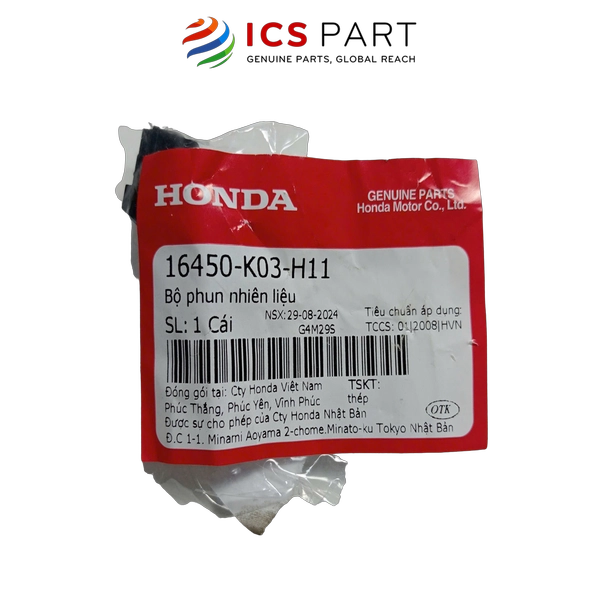 ICS PART
GENUINE PARTS, GLOBAL REACH
HONDA
GENUINE PARTS
Honda Motor Co., Ltd.
16450-K03-H11
Bộ phun nhiên liệu
NSX: 29-08-2024
Tiêu chuẩn áp dụng:
SL: 1 Cái
G4M29S
TCCS: 01|2008|HVN
Đóng gói tại: Cty Honda Việt Nam
TSKT:
Phúc Thắng, Phúc Yên, Vĩnh Phúc
thép
Được sự cho phép của Cty Honda Nhật Bản
OTK
Đ.C 1-1. Minami Aoyama 2-chome.Minato-ku Tokyo Nhật Bản